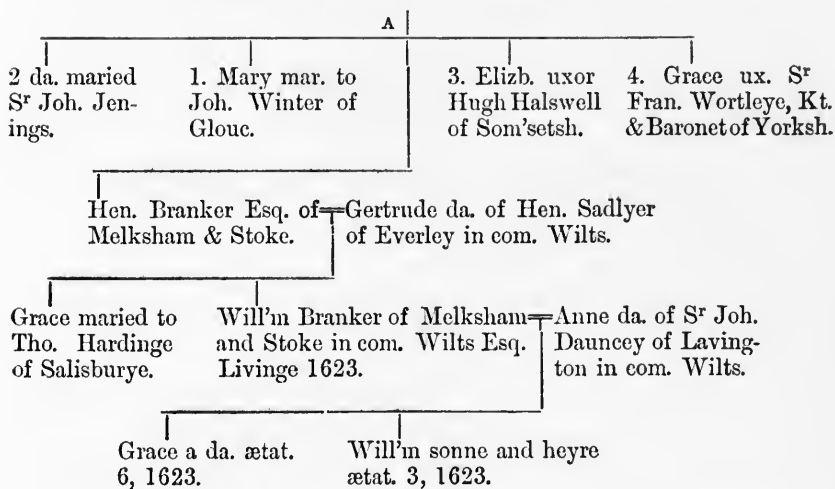 A
2 da. maried
Sʳ Joh. Jen-
ings.
1. Mary mar. to
Joh. Winter of
Glouc.
3. Elizb. uxor
Hugh Halswell
of Som'setsh.
4. Grace ux. Sʳ
Fran. Wortleye, Kt.
& Baronet of Yorksh.
Hen. Branker Esq. of
Melksham & Stoke.
Gertrude da. of Hen. Sadlyer
of Everley in com. Wilts.
Grace maried to
Tho. Hardinge
of Salisburye.
Will'm Branker of Melksham
and Stoke in com. Wilts Esq.
Livinge 1623.
Anne da. of Sʳ Joh.
Dauncey of Laving-
ton in com. Wilts.
Grace a da. ætat.
6, 1623.
Will'm sonne and heyre
ætat. 3, 1623.